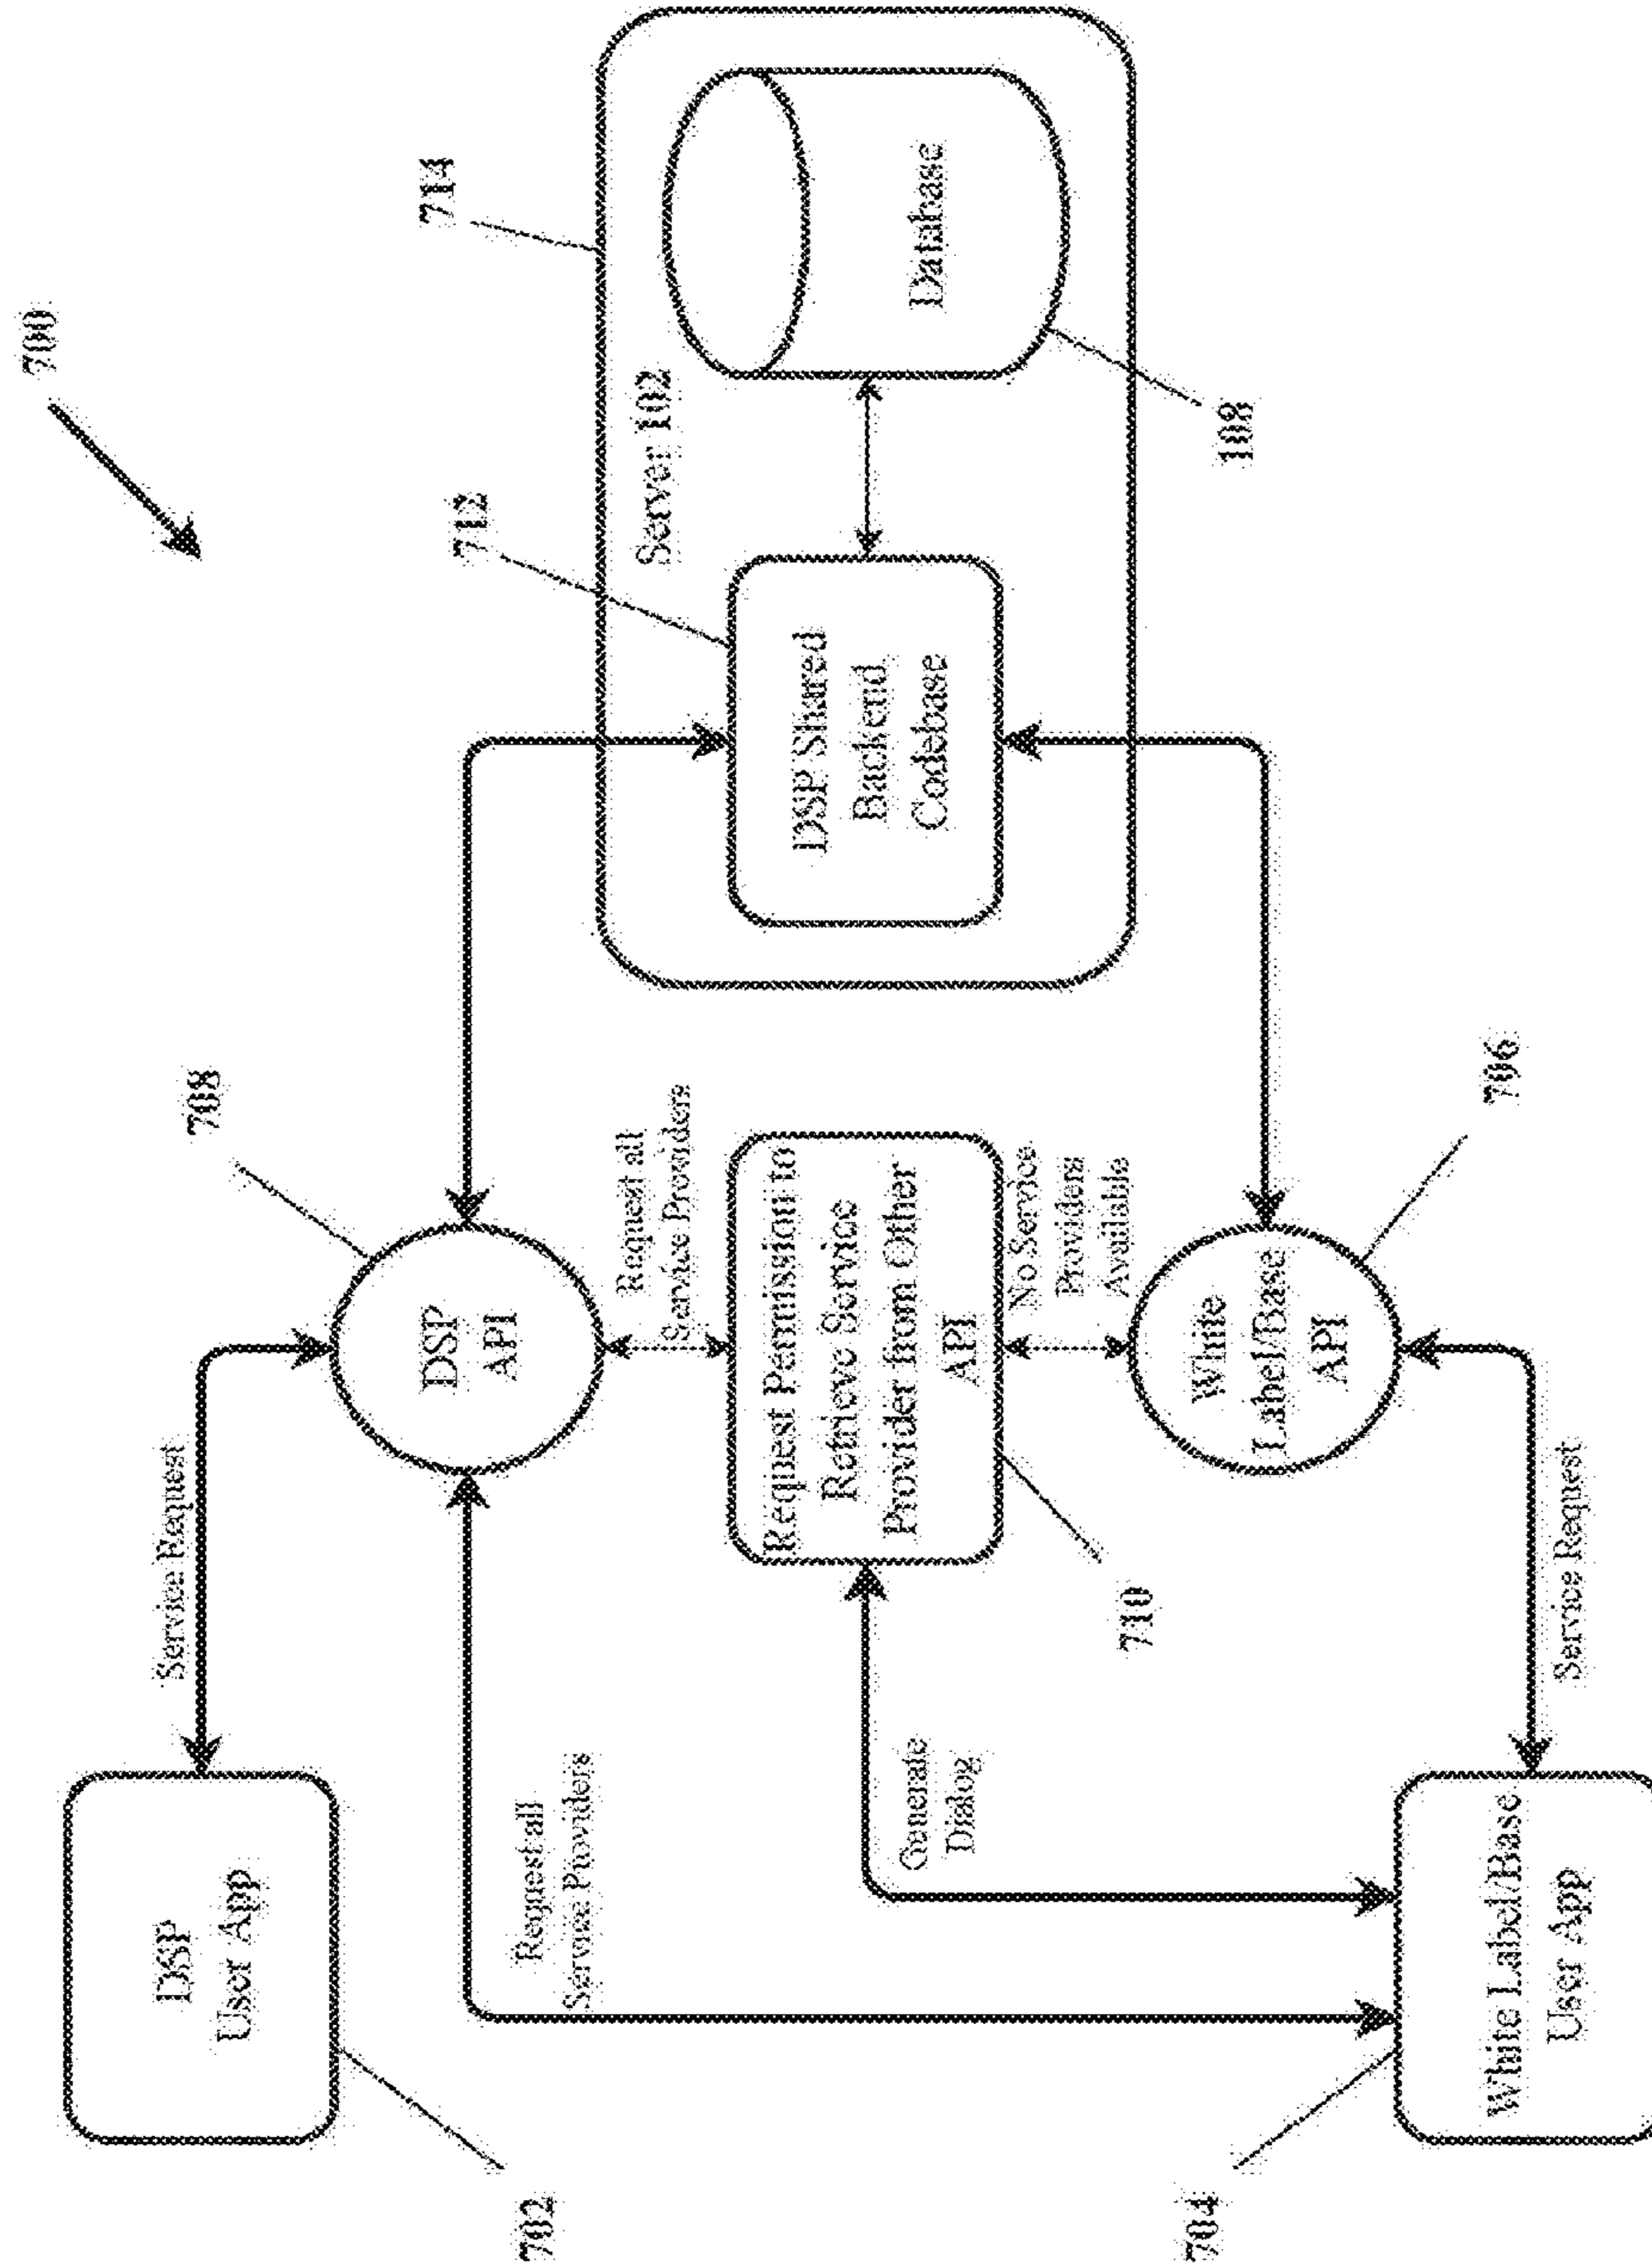 700
702
DSP
User App
Service Request
708
DSP
API
Request all
Service Providers
Request all
Service Providers
Generate
Dialog
710
Request Permission to
Retrieve Service
Provider from Other
API
No Service
Providers
Available
704
White Label/Base
User App
Service Request
White
Label/Base
API
706
712
714
Server 102
DSP Shared
Backend
Codebase
Database
108